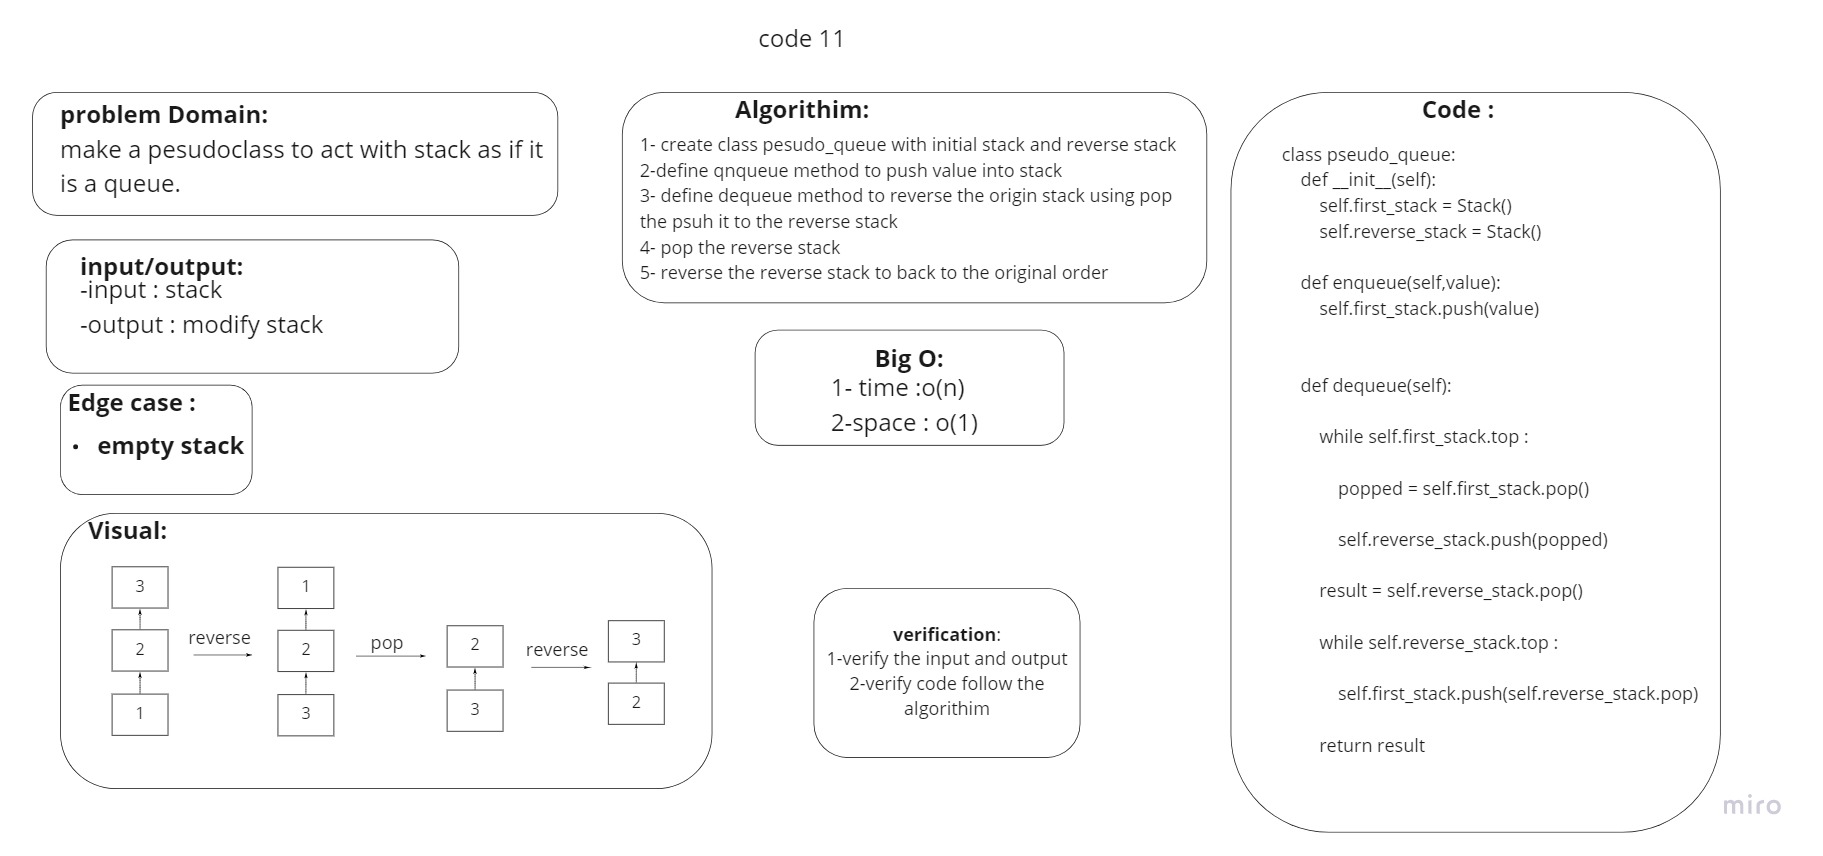 code 11
problem Domain:
make a pesudoclass to act with stack as if it
is a queue.
input/output:
-input : stack
-output : modify stack
Edge case :
• empty stack
Visual:
3
2
1
reverse
1
2
3
pop
2
3
reverse
3
2
Algorithim:
1- create class pesudo_queue with initial stack and reverse stack
2-define qnqueue method to push value into stack
3- define dequeue method to reverse the origin stack using pop
the psuh it to the reverse stack
4- pop the reverse stack
5- reverse the reverse stack to back to the original order
Big O:
1- time :o(n)
2-space : o(1)
verification:
1-verify the input and output
2-verify code follow the
algorithim
Code :
class pseudo_queue:
def __init__(self):
self.first_stack = Stack()
self.reverse_stack = Stack()
def enqueue(self,value):
self.first_stack.push(value)
def dequeue(self):
while self.first_stack.top :
popped = self.first_stack.pop()
self.reverse_stack.push(popped)
result = self.reverse_stack.pop()
while self.reverse_stack.top :
self.first_stack.push(self.reverse_stack.pop)
return result
miro